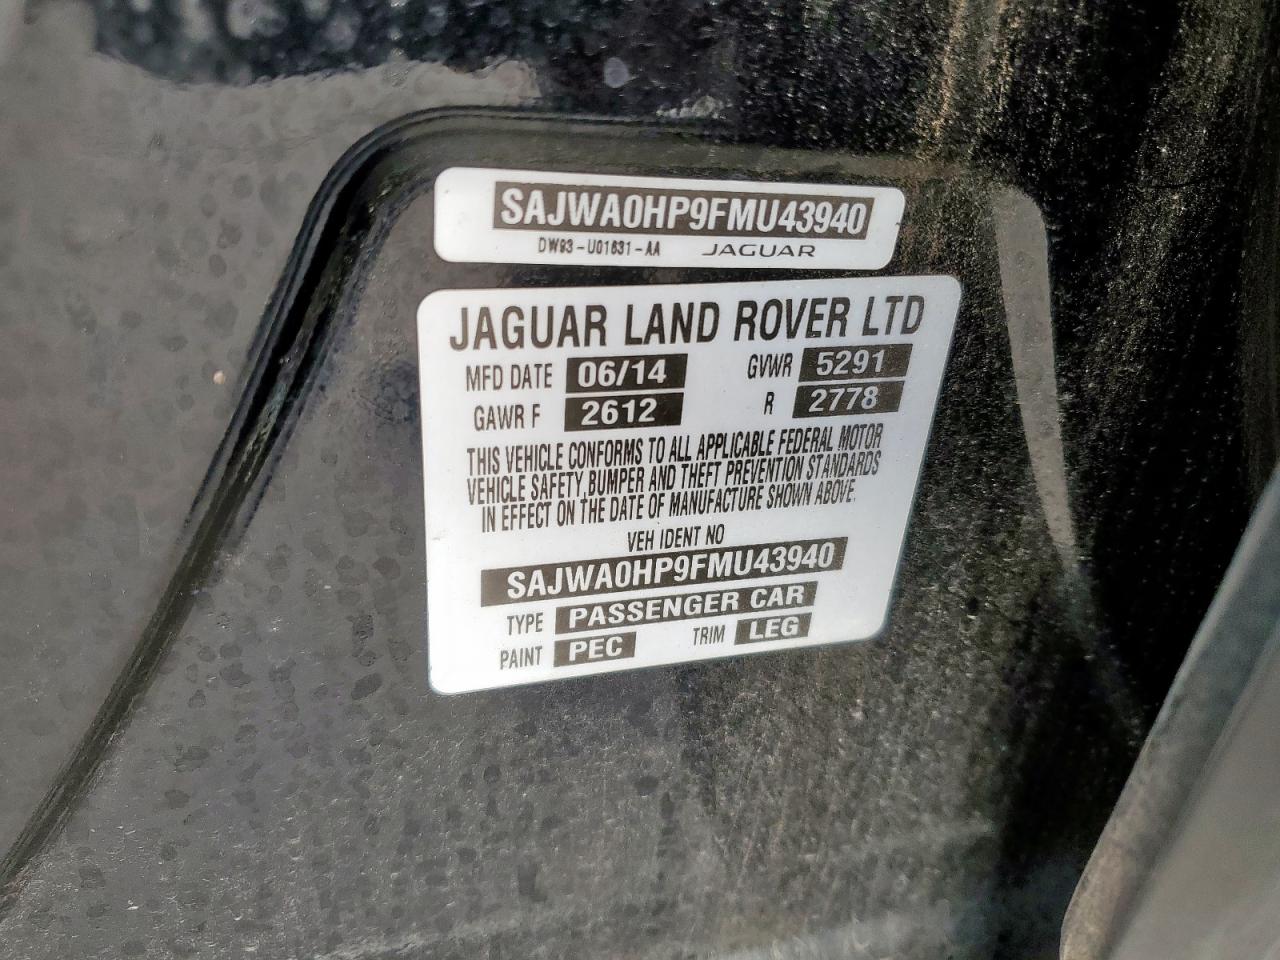 SAJWA0HP9FMU43940
DW93-U01631-AA JAGUAR
JAGUAR LAND ROVER LTD
MFD DATE 06/14 GVWR 5291
GAWR F 2612 R 2778
THIS VEHICLE CONFORMS TO ALL APPLICABLE FEDERAL MOTOR
VEHICLE SAFETY, BUMPER AND THEFT PREVENTION STANDARDS
IN EFFECT ON THE DATE OF MANUFACTURE SHOWN ABOVE.
VEH IDENT NO
SAJWA0HP9FMU43940
TYPE PASSENGER CAR
PAINT PEC TRIM LEG